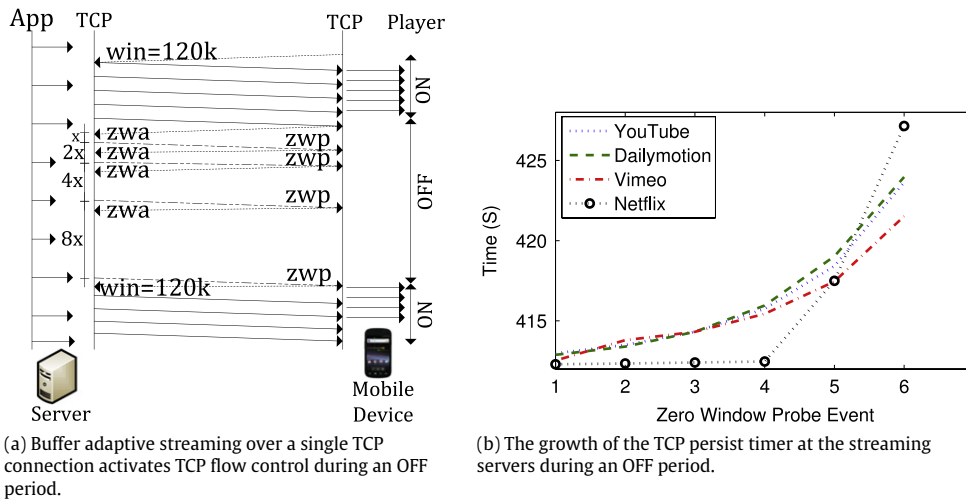 App TCP TCP Player
win=120k
ON
zwa
zwp
x
2x
zwa
zwp
zwa
4x
OFF
zwp
zwa
8x
zwp
win=120k
ON
Server
Mobile
Device
(a) Buffer adaptive streaming over a single TCP
connection activates TCP flow control during an OFF
period.
YouTube
Dailymotion
Vimeo
Netflix
425
420
415
Time (S)
1 2 3 4 5 6
Zero Window Probe Event
(b) The growth of the TCP persist timer at the streaming
servers during an OFF period.